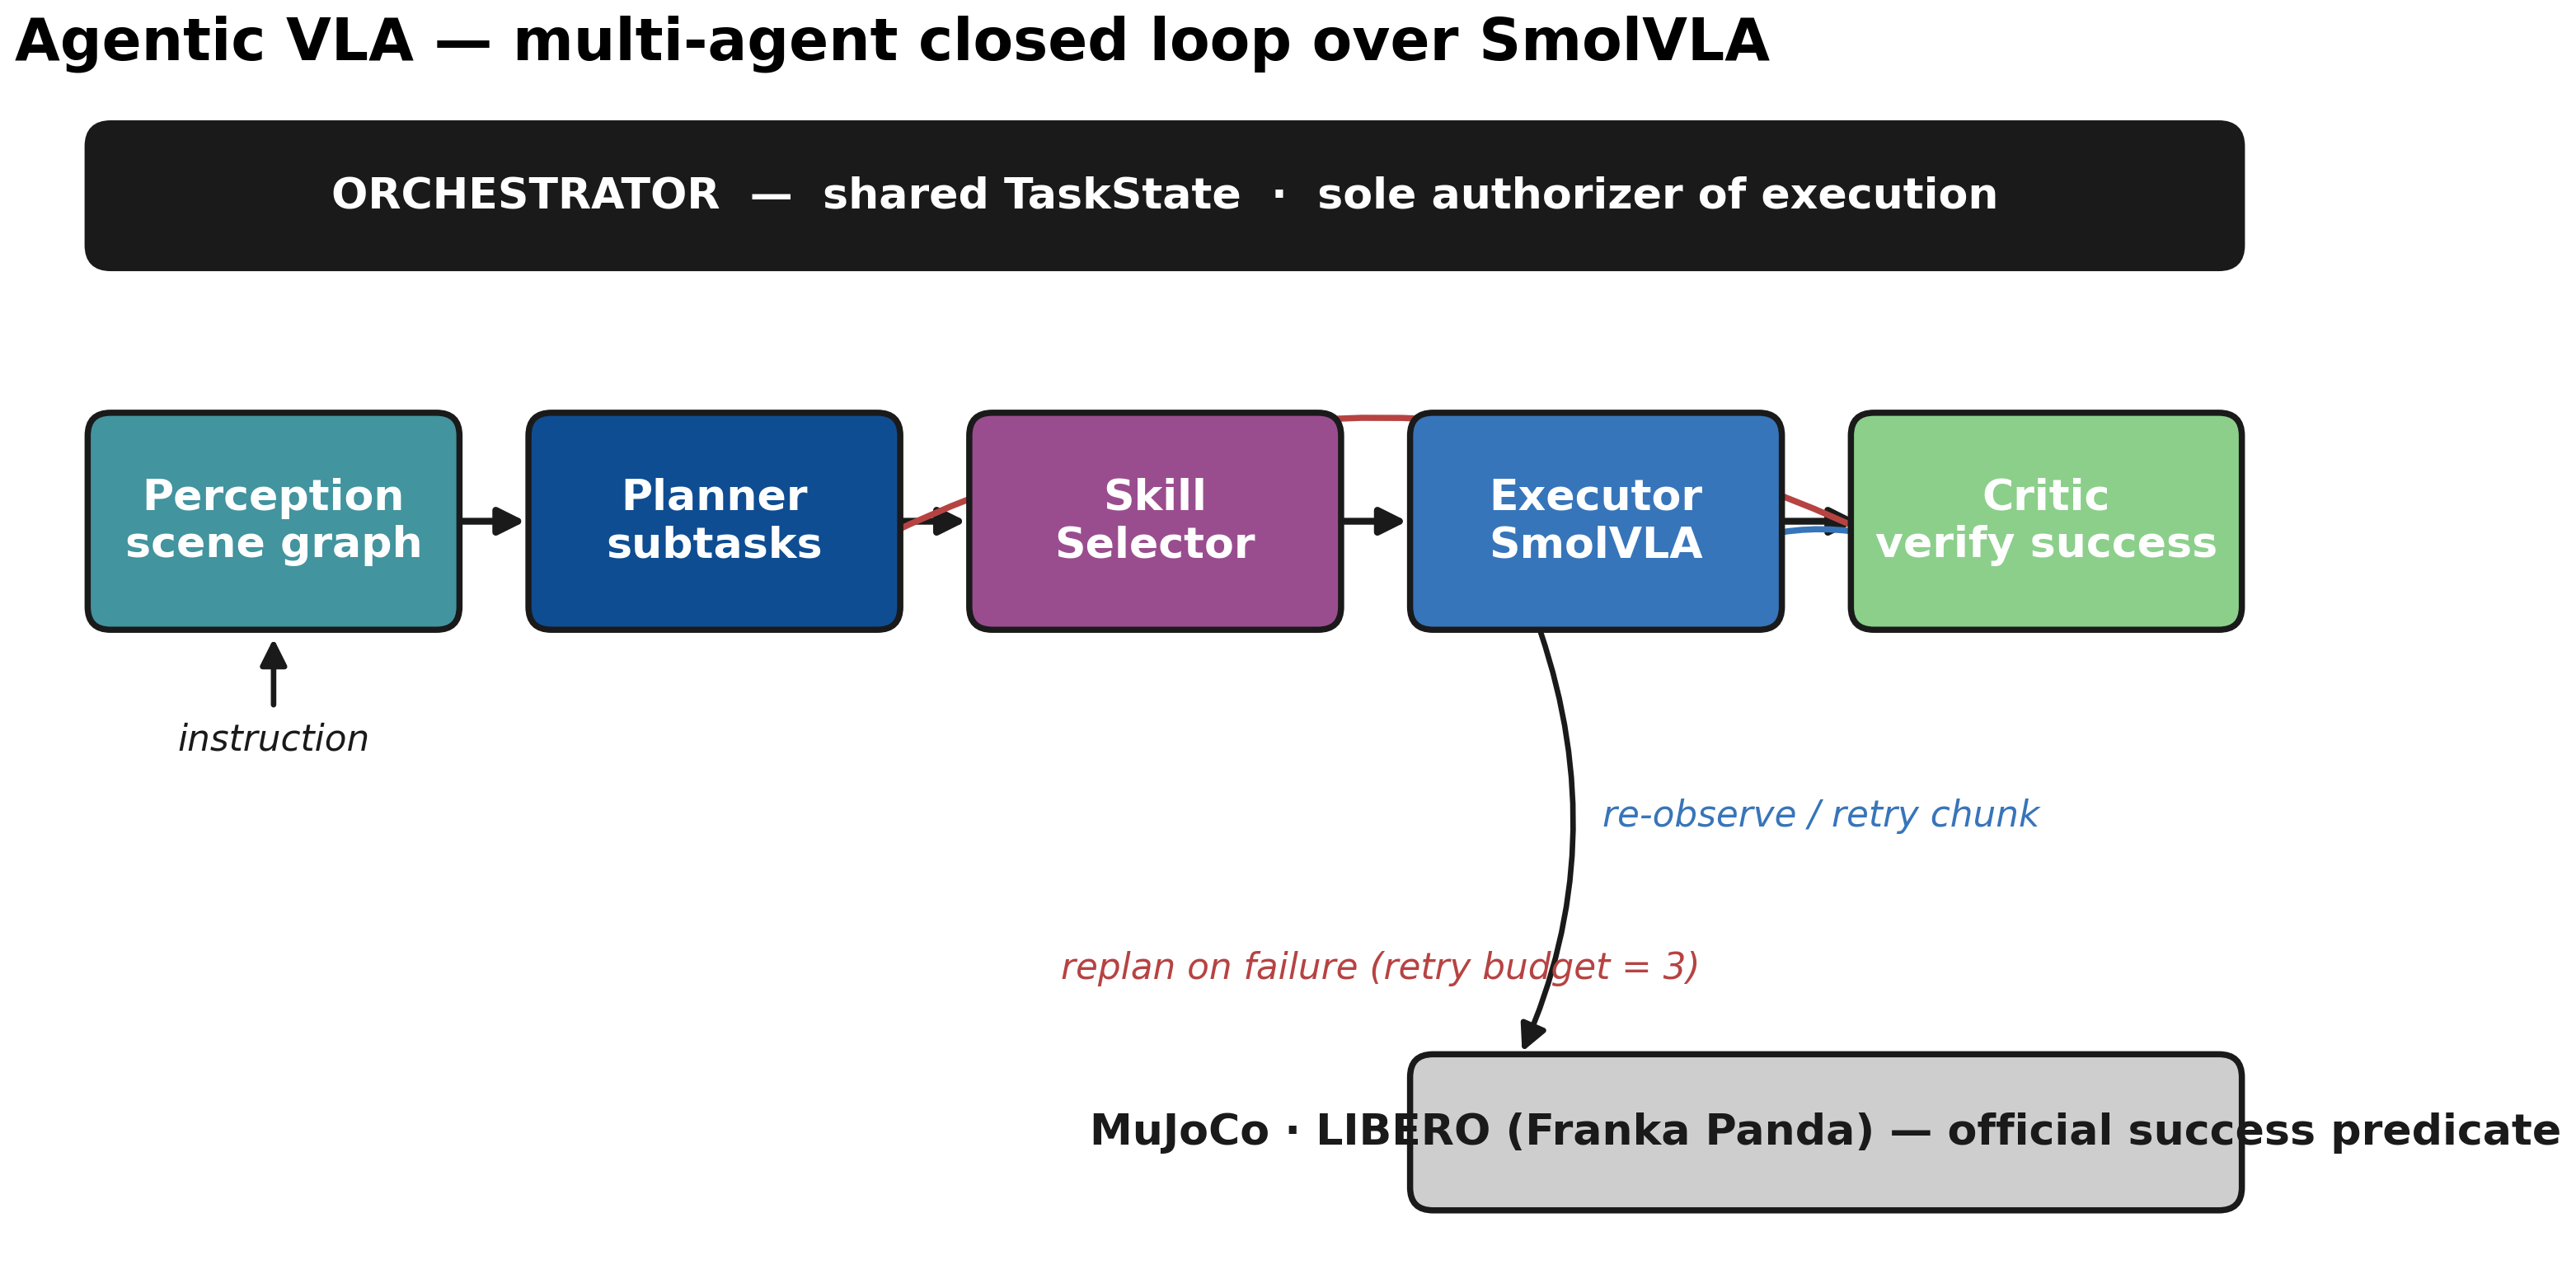 Agentic VLA — multi-agent closed loop over SmolVLA
ORCHESTRATOR — shared TaskState · sole authorizer of execution
Perception
scene graph
Planner
subtasks
Skill
Selector
Executor
SmolVLA
Critic
verify success
instruction
re-observe / retry chunk
replan on failure (retry budget = 3)
MuJoCo · LIBERO (Franka Panda) — official success predicate